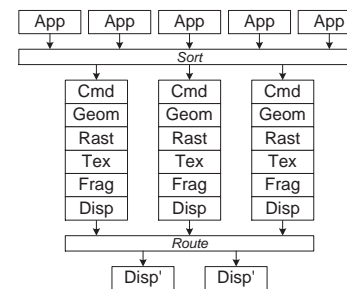 App App App App App
Sort
Cmd Cmd Cmd
Geom Geom Geom
Rast Rast Rast
Tex Tex Tex
Frag Frag Frag
Disp Disp Disp
Route
Disp' Disp'